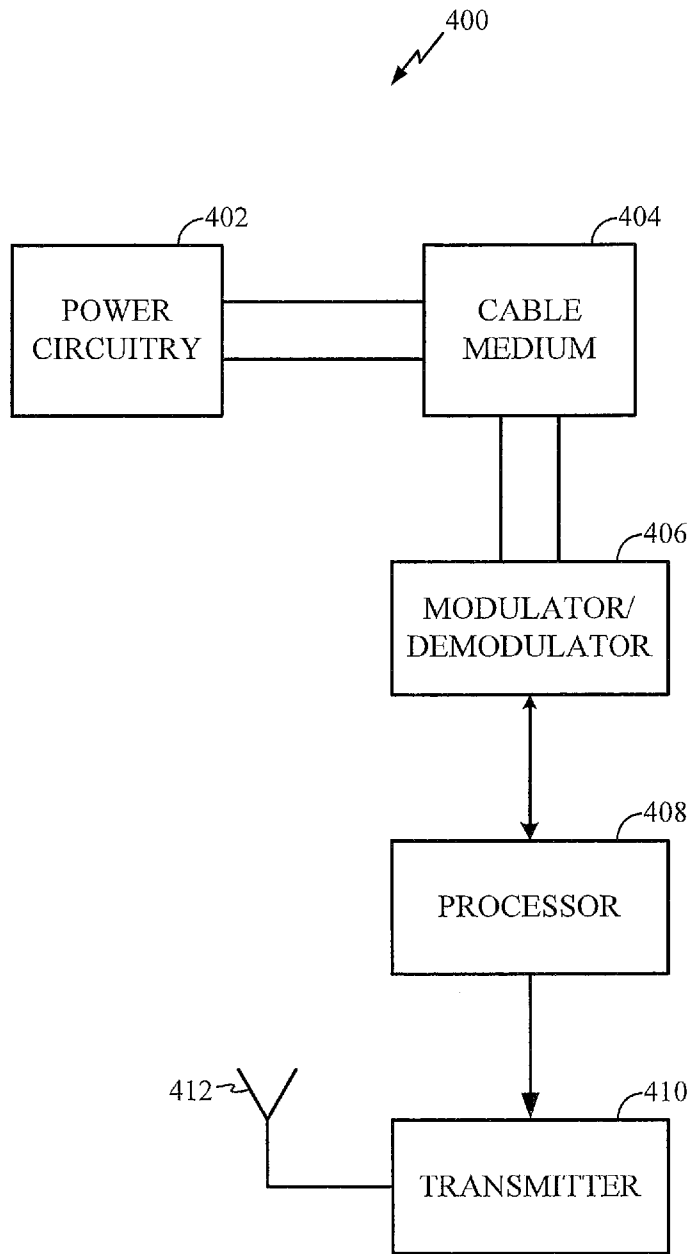 400
402
404
POWER
CIRCUITRY
CABLE
MEDIUM
406
MODULATOR/
DEMODULATOR
408
PROCESSOR
412
410
TRANSMITTER